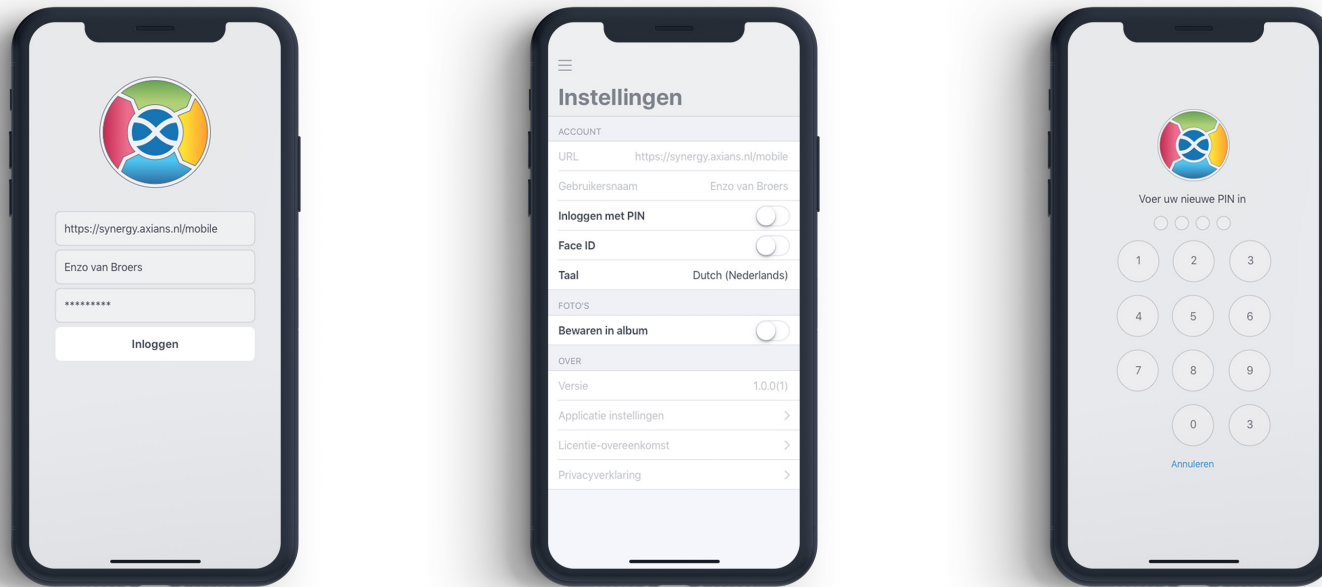 https://synergy.axians.nl/mobile
Enzo van Broers
*********
Inloggen
Instellingen
ACCOUNT
URL https://synergy.axians.nl/mobile
Gebruikersnaam Enzo van Broers
Inloggen met PIN
Face ID
Taal Dutch (Nederlands)
FOTO'S
Bewaren in album
OVER
Versie 1.0.0(1)
Applicatie instellingen
Licentie-overeenkomst
Privacyverklaring
Voer uw nieuwe PIN in
1 2 3
4 5 6
7 8 9
0 3
Annuleren